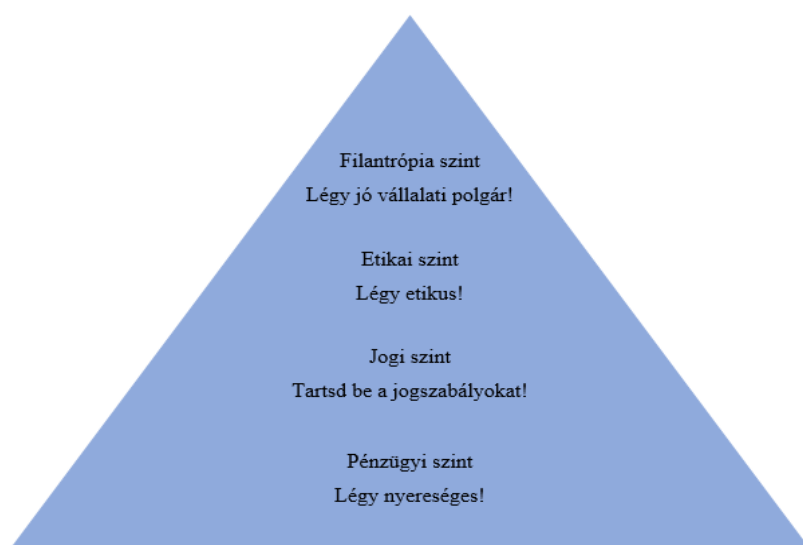 Filantrópia szint
Légy jó vállalati polgár!
Etikai szint
Légy etikus!
Jogi szint
Tartsd be a jogszabályokat!
Pénzügyi szint
Légy nyereséges!